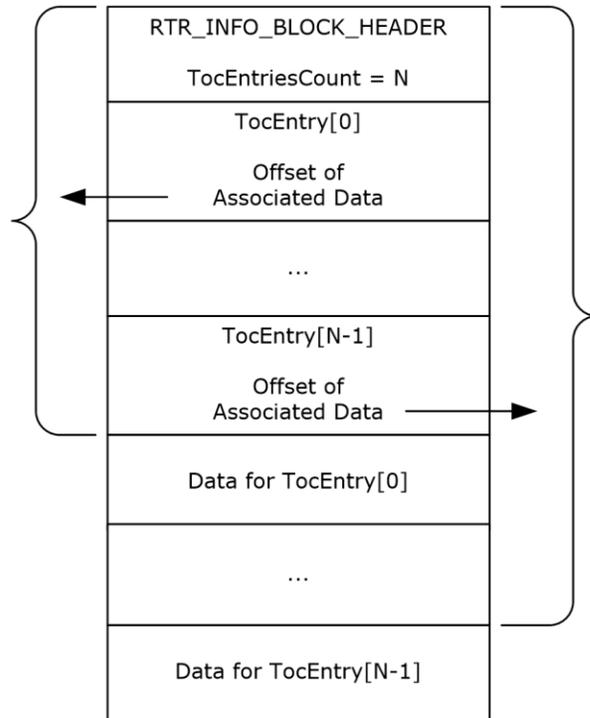 RTR_INFO_BLOCK_HEADER
TocEntriesCount = N
TocEntry[0]
Offset of
Associated Data
...
TocEntry[N-1]
Offset of
Associated Data
Data for TocEntry[0]
...
Data for TocEntry[N-1]